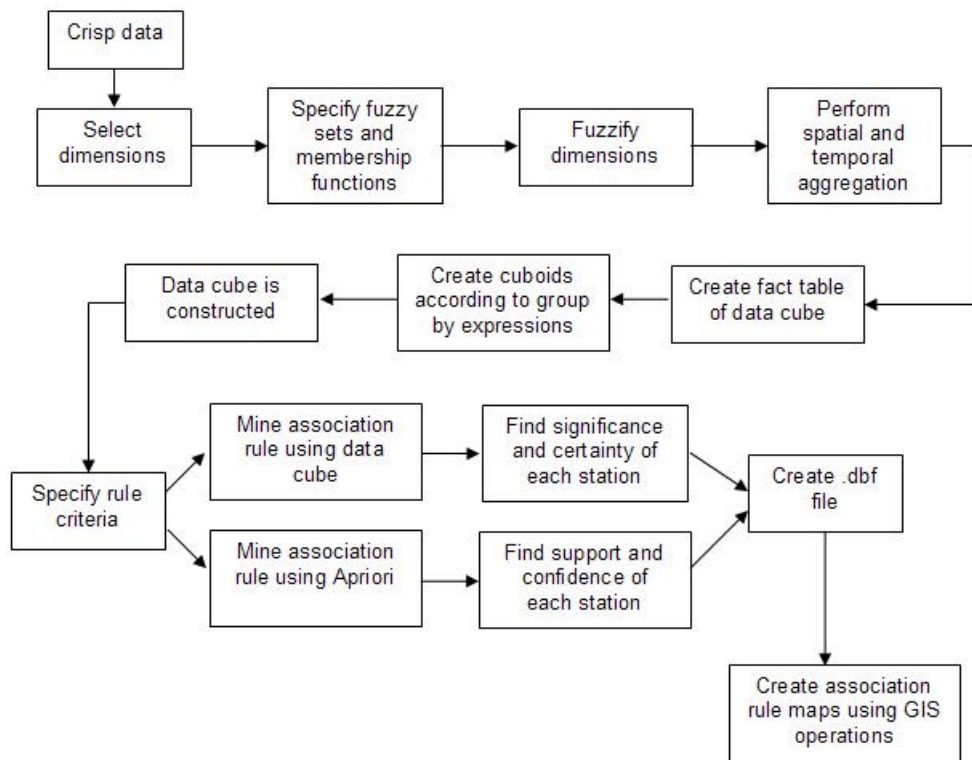 Crisp data
Select
dimensions
Specify fuzzy
sets and
membership
functions
Fuzzify
dimensions
Perform
spatial and
temporal
aggregation
Data cube is
constructed
Create cuboids
according to group
by expressions
Create fact table
of data cube
Specify rule
criteria
Mine association
rule using data
cube
Find significance
and certainty of
each station
Mine association
rule using Apriori
Find support and
confidence of
each station
Create .dbf
file
Create association
rule maps using GIS
operations